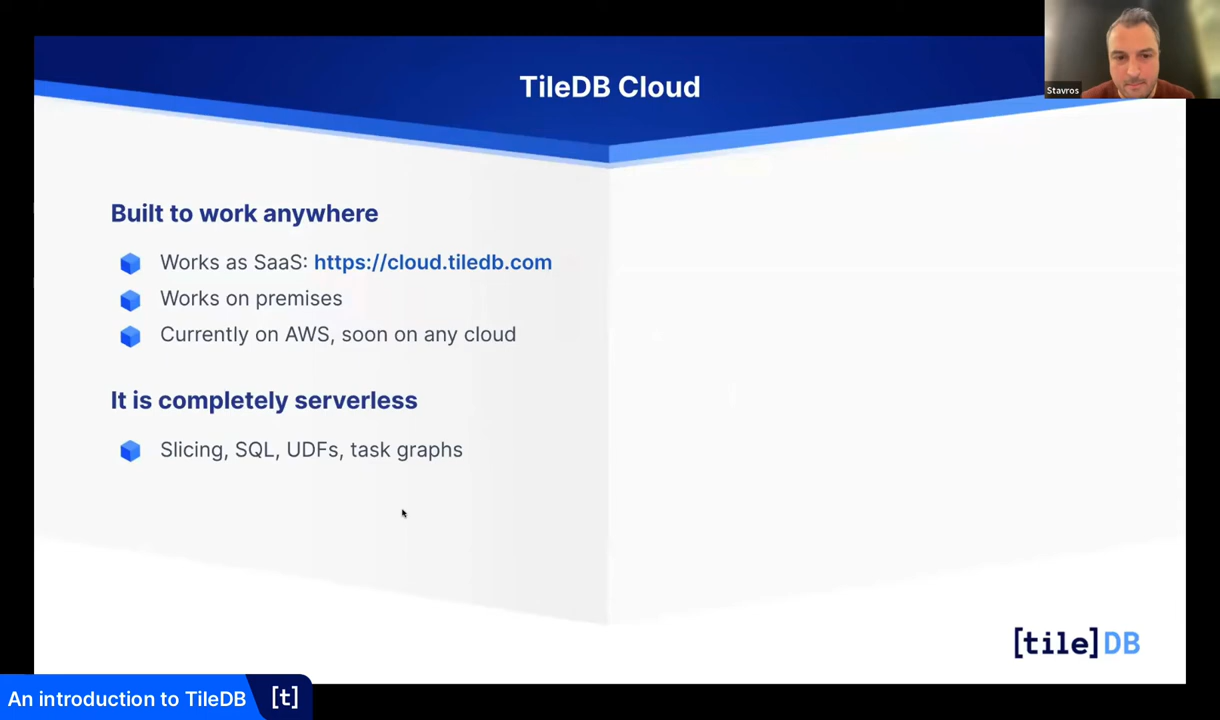 TileDB Cloud
Stavros
Built to work anywhere
Works as SaaS: https://cloud.tiledb.com
Works on premises
Currently on AWS, soon on any cloud
It is completely serverless
Slicing, SQL, UDFs, task graphs
[tile]DB
An introduction to TileDB [t]